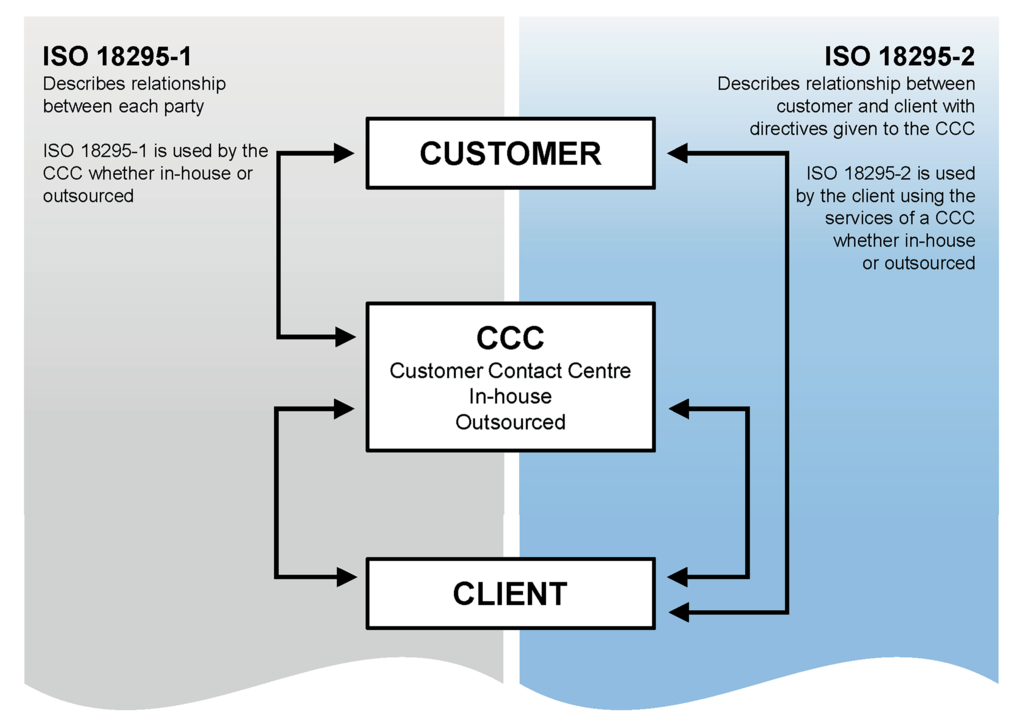 ISO 18295-1
Describes relationship
between each party
ISO 18295-1 is used by the
CCC whether in-house or
outsourced
ISO 18295-2
Describes relationship between
customer and client with
directives given to the CCC
ISO 18295-2 is used
by the client using the
services of a CCC
whether in-house
or outsourced
CUSTOMER
CCC
Customer Contact Centre
In-house
Outsourced
CLIENT